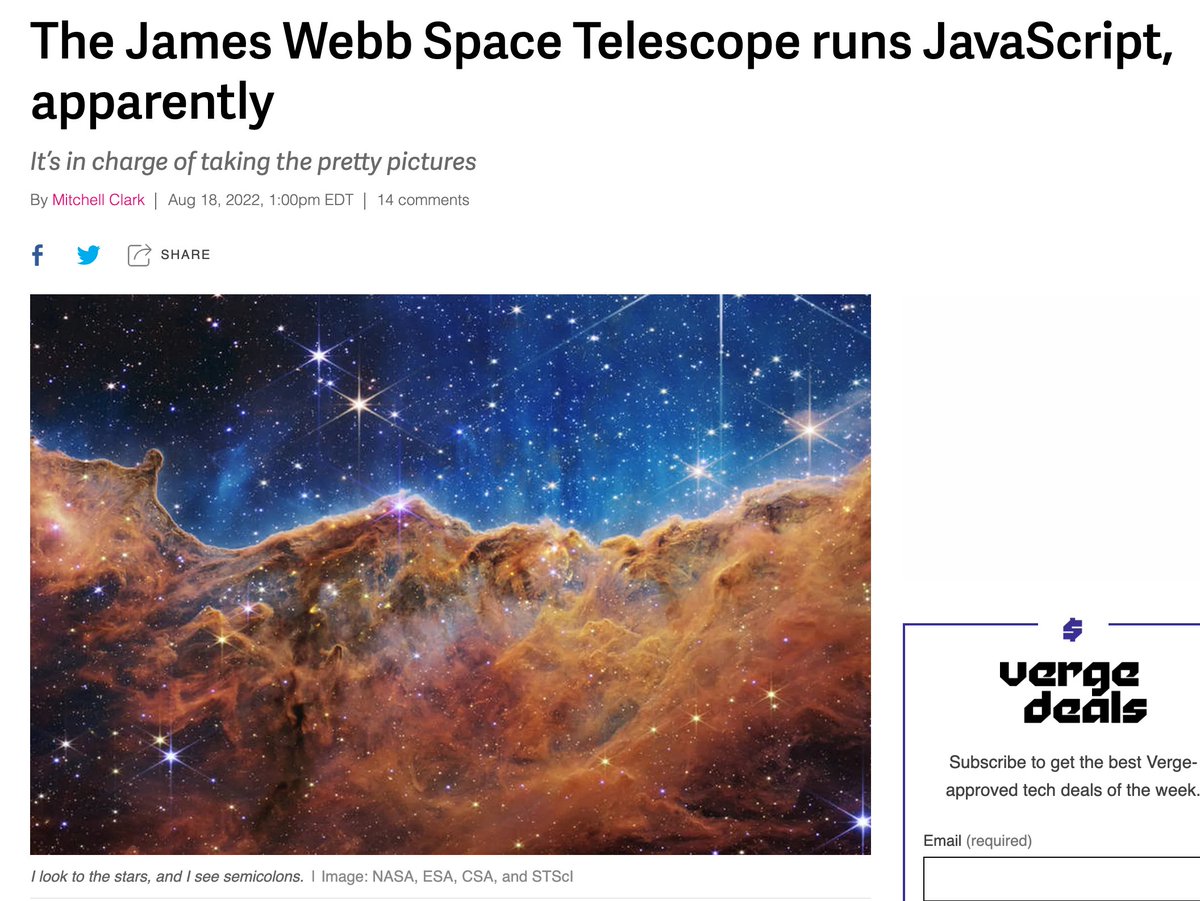 The James Webb Space Telescope runs JavaScript,
apparently
It’s in charge of taking the pretty pictures
By Mitchell Clark | Aug 18, 2022, 1:00pm EDT | 14 comments
SHARE
verge
deals
Subscribe to get the best Verge-
approved tech deals of the week.
Email (required)
I look to the stars, and I see semicolons. | Image: NASA, ESA, CSA, and STScI